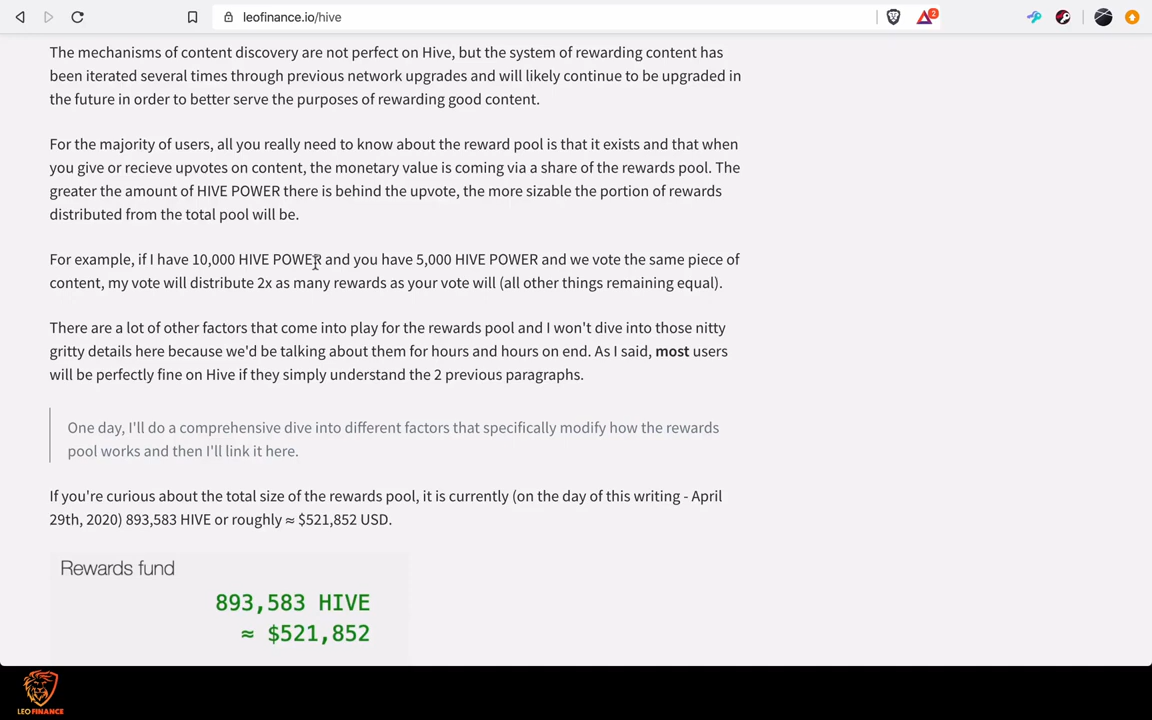 leofinance.io/hive
2
The mechanisms of content discovery are not perfect on Hive, but the system of rewarding content has
been iterated several times through previous network upgrades and will likely continue to be upgraded in
the future in order to better serve the purposes of rewarding good content.
For the majority of users, all you really need to know about the reward pool is that it exists and that when
you give or recieve upvotes on content, the monetary value is coming via a share of the rewards pool. The
greater the amount of HIVE POWER there is behind the upvote, the more sizable the portion of rewards
distributed from the total pool will be.
For example, if I have 10,000 HIVE POWER and you have 5,000 HIVE POWER and we vote the same piece of
content, my vote will distribute 2x as many rewards as your vote will (all other things remaining equal).
There are a lot of other factors that come into play for the rewards pool and I won't dive into those nitty
gritty details here because we'd be talking about them for hours and hours on end. As I said, most users
will be perfectly fine on Hive if they simply understand the 2 previous paragraphs.
One day, I'll do a comprehensive dive into different factors that specifically modify how the rewards
pool works and then I'll link it here.
If you're curious about the total size of the rewards pool, it is currently (on the day of this writing - April
29th, 2020) 893,583 HIVE or roughly ≈ $521,852 USD.
Rewards fund
893,583 HIVE
≈ $521,852
LEOFINANCE